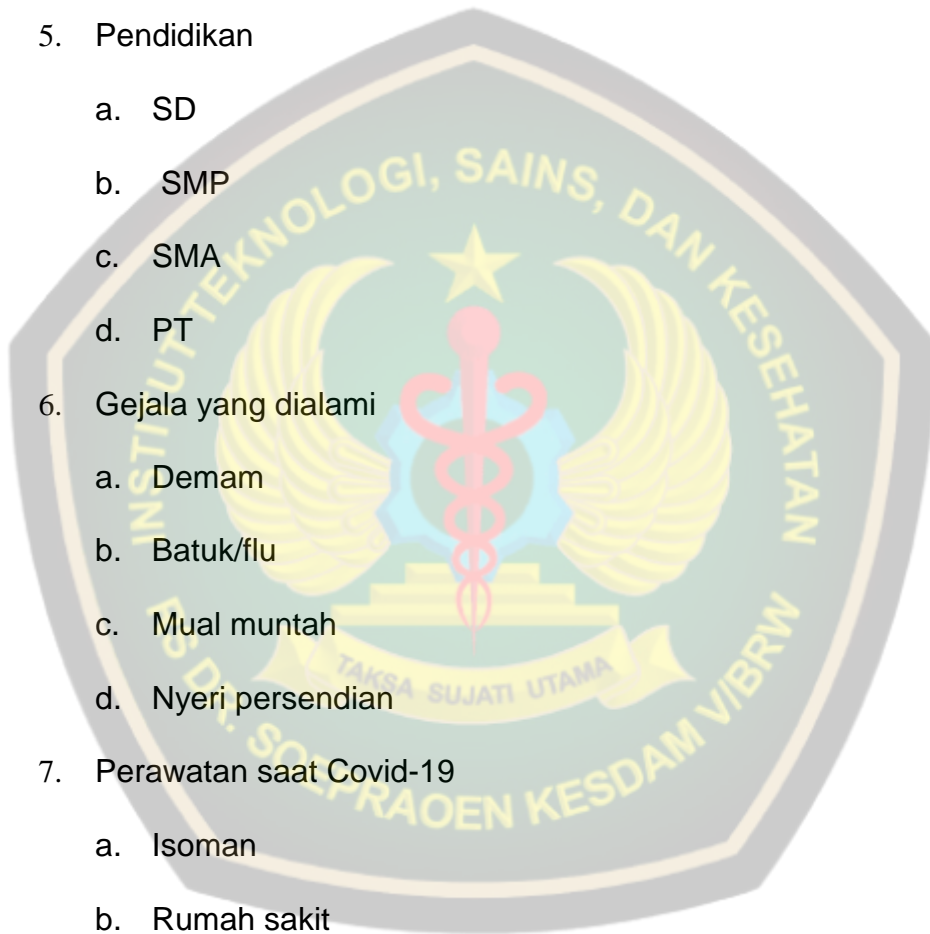 5. Pendidikan
a. SD
b. SMP
c. SMA
d. PT
6. Gejala yang dialami
a. Demam
b. Batuk/flu
c. Mual muntah
d. Nyeri persendian
7. Perawatan saat Covid-19
a. Isoman
b. Rumah sakit
INSTITUT TEKNOLOGI, SAINS, DAN KESEHATAN
RS DR. SOEPRAOEN KESDAM V/BRW
TAKSA SUJATI UTAMA